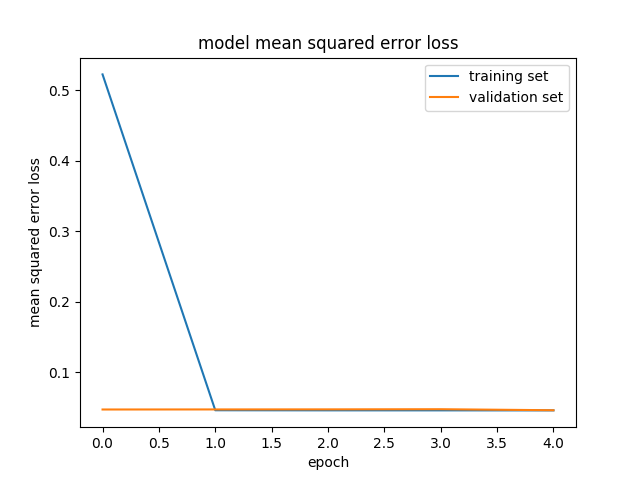 model mean squared error loss
training set
validation set
mean squared error loss
0.5
0.4
0.3
0.2
0.1
0.0 0.5 1.0 1.5 2.0 2.5 3.0 3.5 4.0
epoch